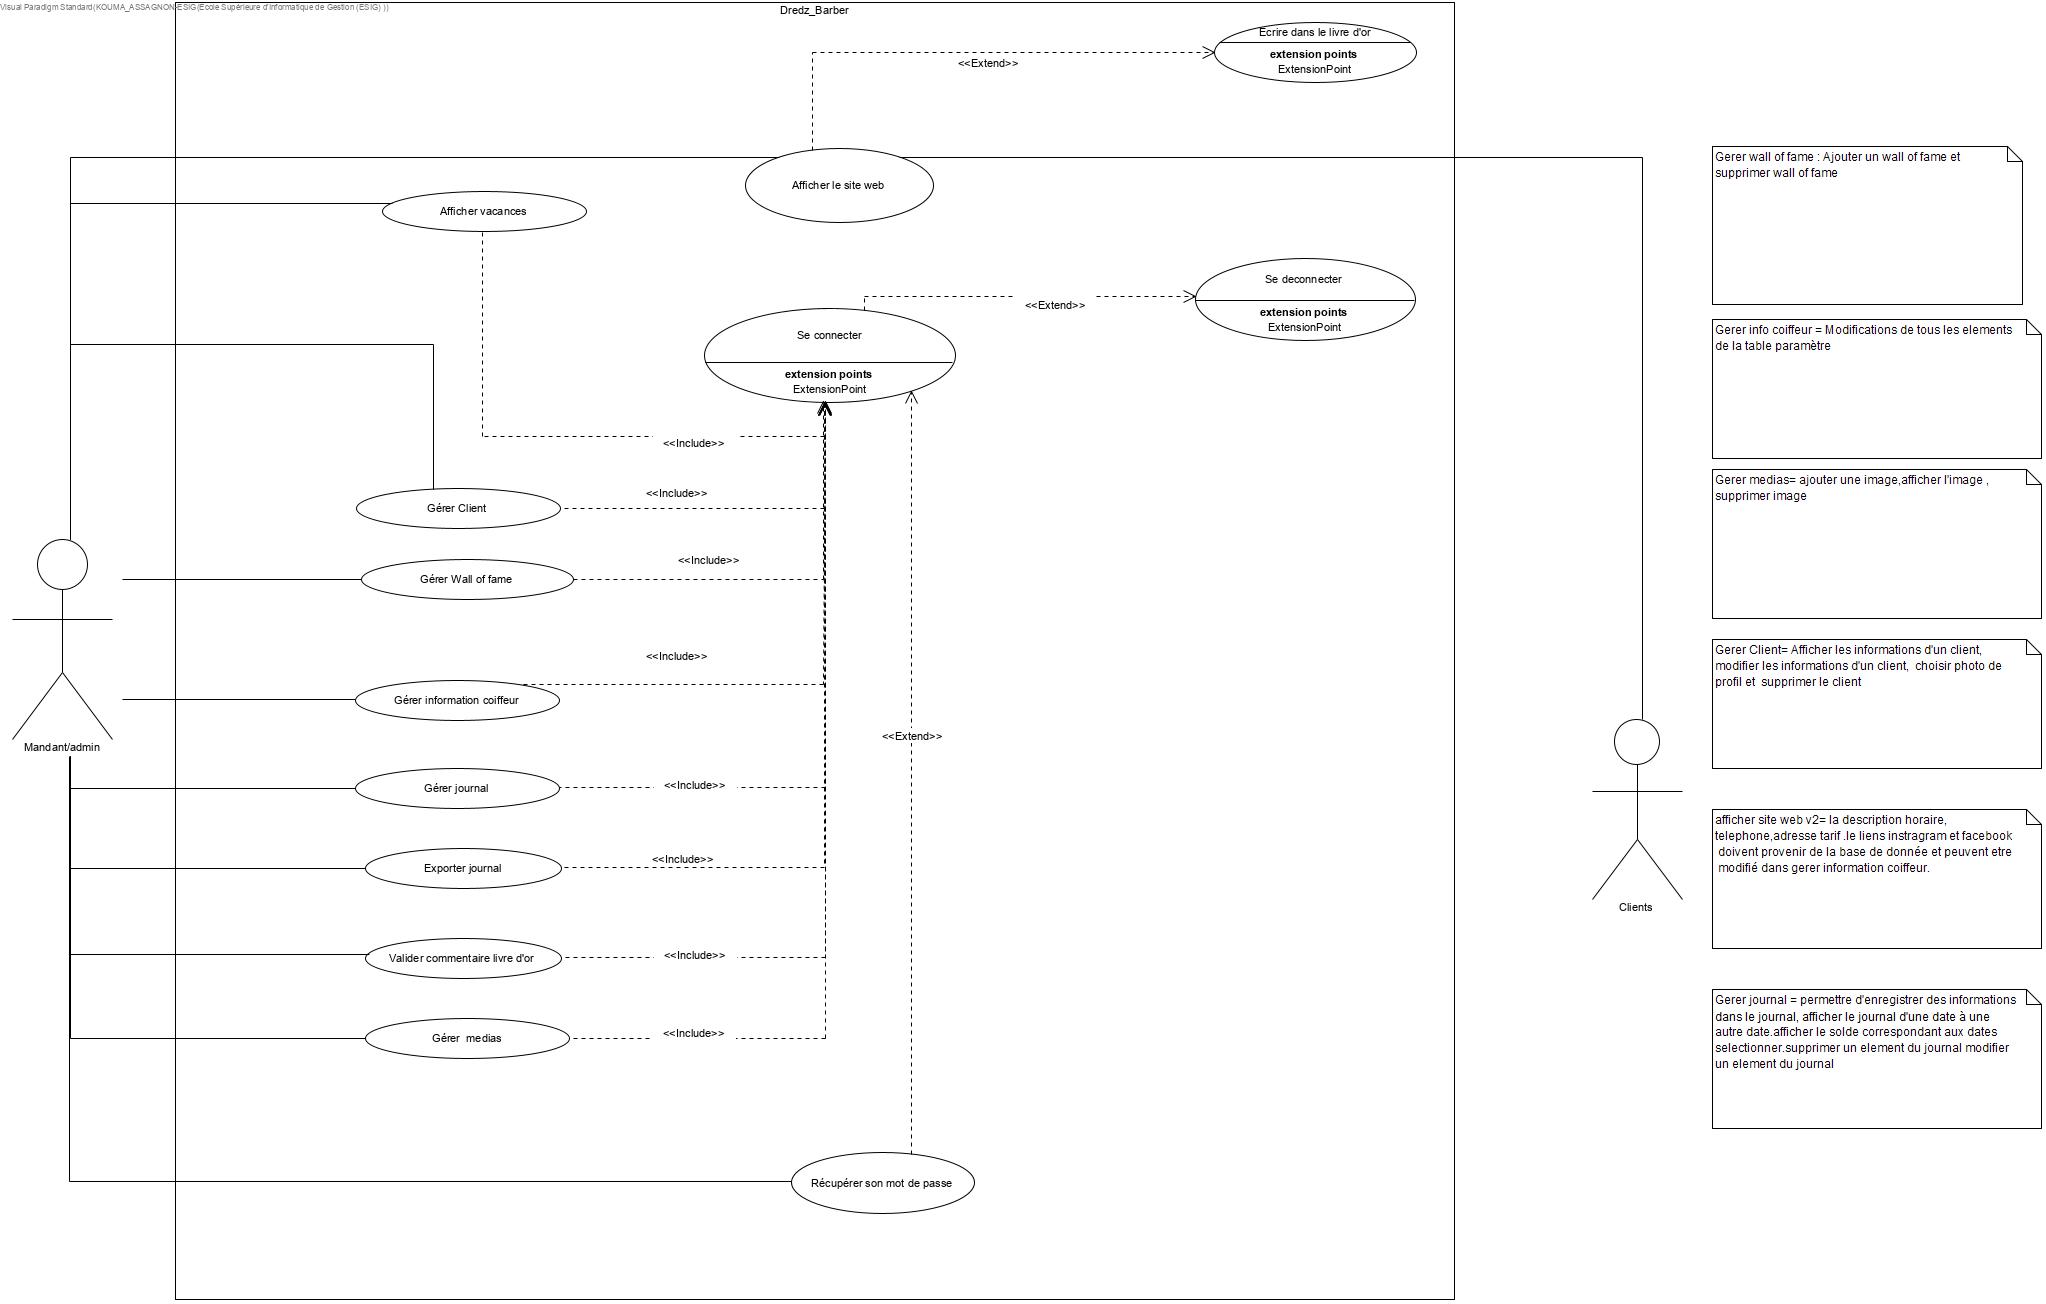 Visual Paradigm Standard(KOUMA_ASSAGNON-ESIG(Ecole Supérieure d'Informatique de Gestion (ESIG) ))
Dredz_Barber
Ecrire dans le livre d'or
extension points
ExtensionPoint
<<Extend>>
Afficher le site web
Afficher vacances
Se deconnecter
extension points
ExtensionPoint
<<Extend>>
Se connecter
extension points
ExtensionPoint
<<Include>>
<<Include>>
Gérer Client
<<Include>>
Gérer Wall of fame
<<Include>>
Gérer information coiffeur
<<Extend>>
Mandant/admin
Gérer journal
<<Include>>
Exporter journal
<<Include>>
Valider commentaire livre d'or
<<Include>>
Gérer  medias
<<Include>>
Récupérer son mot de passe
Clients
Gerer wall of fame : Ajouter un wall of fame et
supprimer wall of fame
Gerer info coiffeur = Modifications de tous les elements
de la table paramètre
Gerer medias= ajouter une image,afficher l'image ,
supprimer image
Gerer Client= Afficher les informations d'un client,
modifier les informations d'un client,  choisir photo de
profil et  supprimer le client
afficher site web v2= la description horaire,
telephone,adresse tarif .le liens instragram et facebook
doivent provenir de la base de donnée et peuvent etre
modifié dans gerer information coiffeur.
Gerer journal = permettre d'enregistrer des informations
dans le journal, afficher le journal d'une date à une
autre date.afficher le solde correspondant aux dates
selectionner.supprimer un element du journal modifier
un element du journal